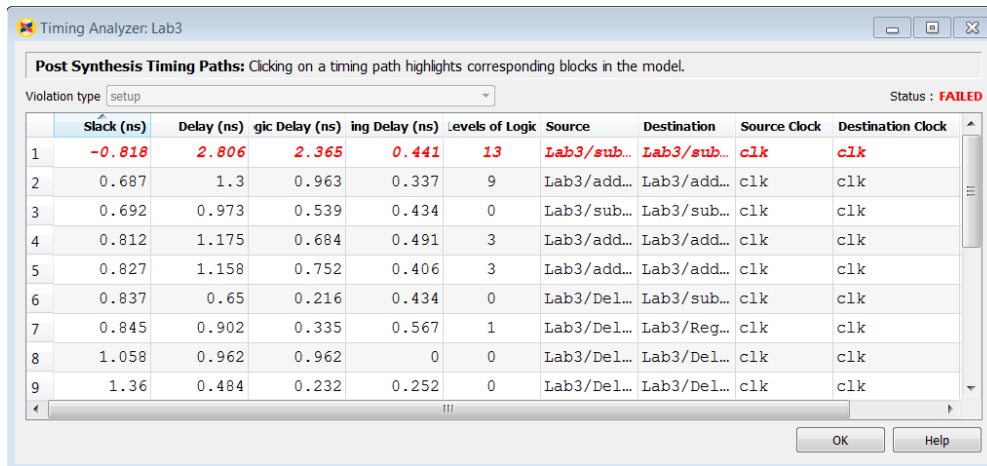 Timing Analyzer: Lab3
Post Synthesis Timing Paths: Clicking on a timing path highlights corresponding blocks in the model.
Violation type setup Status : FAILED
Slack (ns) Delay (ns) gic Delay (ns) ing Delay (ns) Levels of Logic Source Destination Source Clock Destination Clock
1 -0.818 2.806 2.365 0.441 13 Lab3/sub... Lab3/sub... clk clk
2 0.687 1.3 0.963 0.337 9 Lab3/add... Lab3/add... clk clk
3 0.692 0.973 0.539 0.434 0 Lab3/sub... Lab3/sub... clk clk
4 0.812 1.175 0.684 0.491 3 Lab3/add... Lab3/add... clk clk
5 0.827 1.158 0.752 0.406 3 Lab3/add... Lab3/add... clk clk
6 0.837 0.65 0.216 0.434 0 Lab3/Del... Lab3/sub... clk clk
7 0.845 0.902 0.335 0.567 1 Lab3/Del... Lab3/Reg... clk clk
8 1.058 0.962 0.962 0 0 Lab3/Del... Lab3/Del... clk clk
9 1.36 0.484 0.232 0.252 0 Lab3/Del... Lab3/Del... clk clk
OK Help